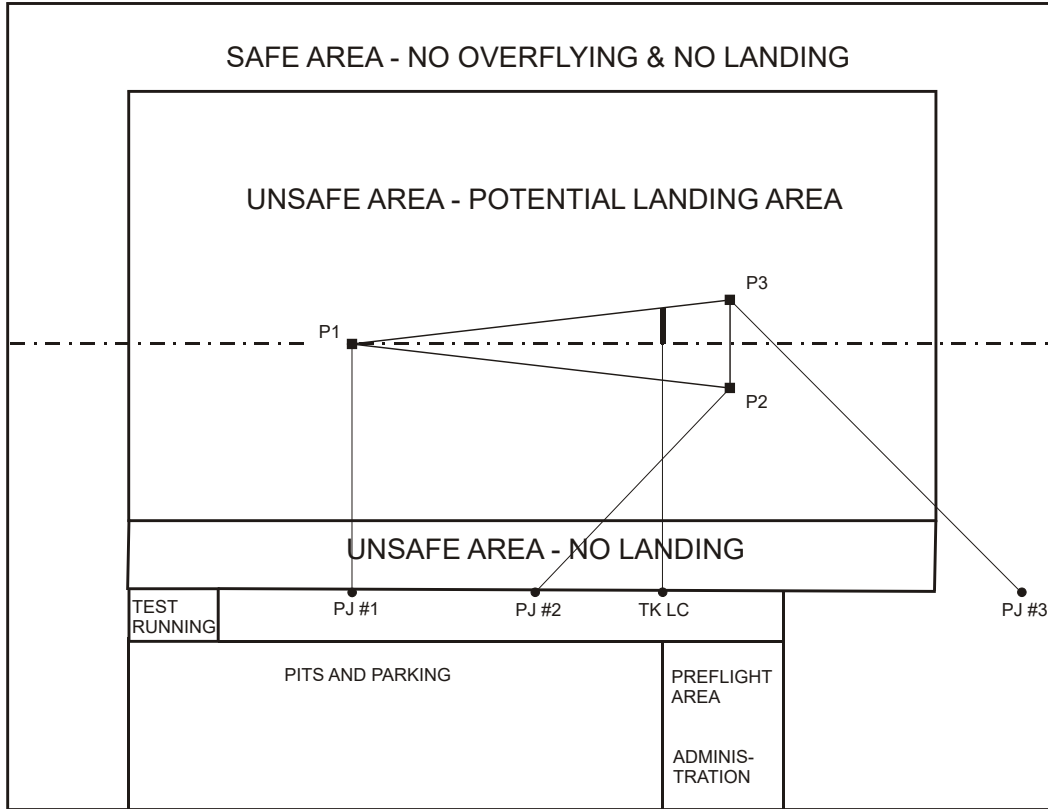 SAFE AREA - NO OVERFLYING & NO LANDING
UNSAFE AREA - POTENTIAL LANDING AREA
P3
P1
P2
UNSAFE AREA - NO LANDING
TEST
RUNNING
PJ #1
PJ #2
TK LC
PJ #3
PITS AND PARKING
PREFLIGHT
AREA
ADMINIS-
TRATION